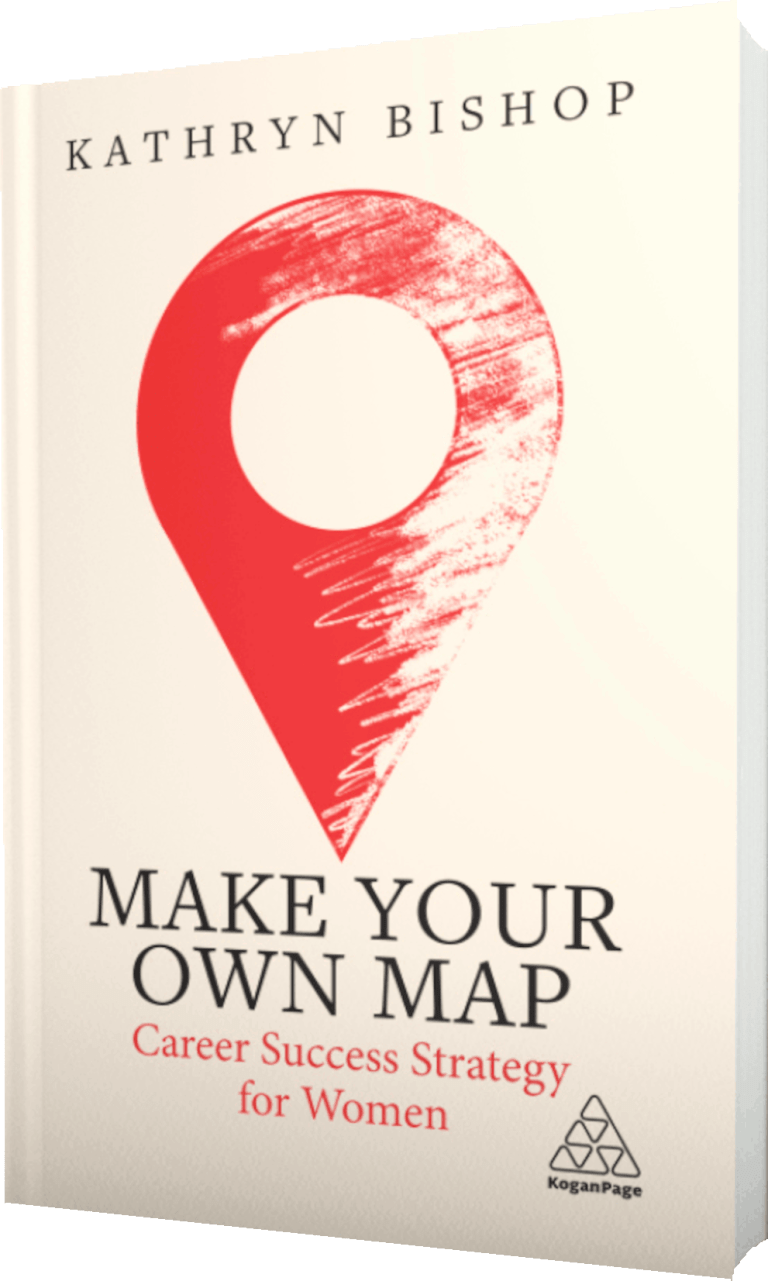 KATHRYN BISHOP
MAKE YOUR
OWN MAP
Career Success Strategy
for Women
KoganPage